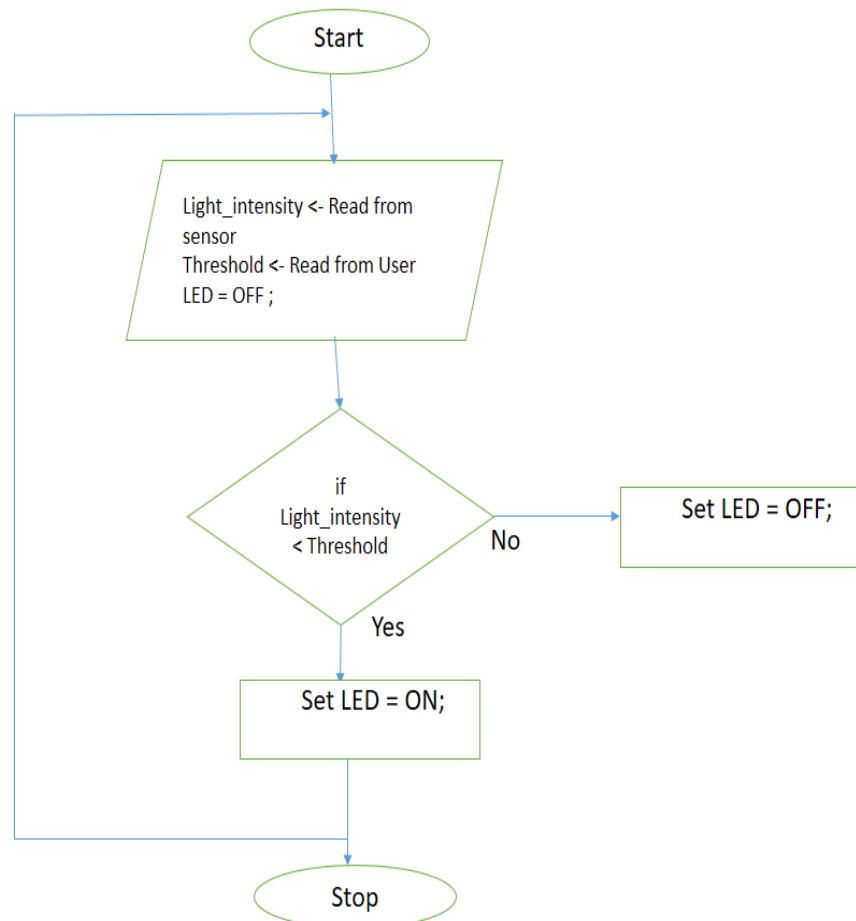 Start
Light_intensity <- Read from
sensor
Threshold <- Read from User
LED = OFF ;
if
Light_intensity
< Threshold
No
Set LED = OFF;
Yes
Set LED = ON;
Stop